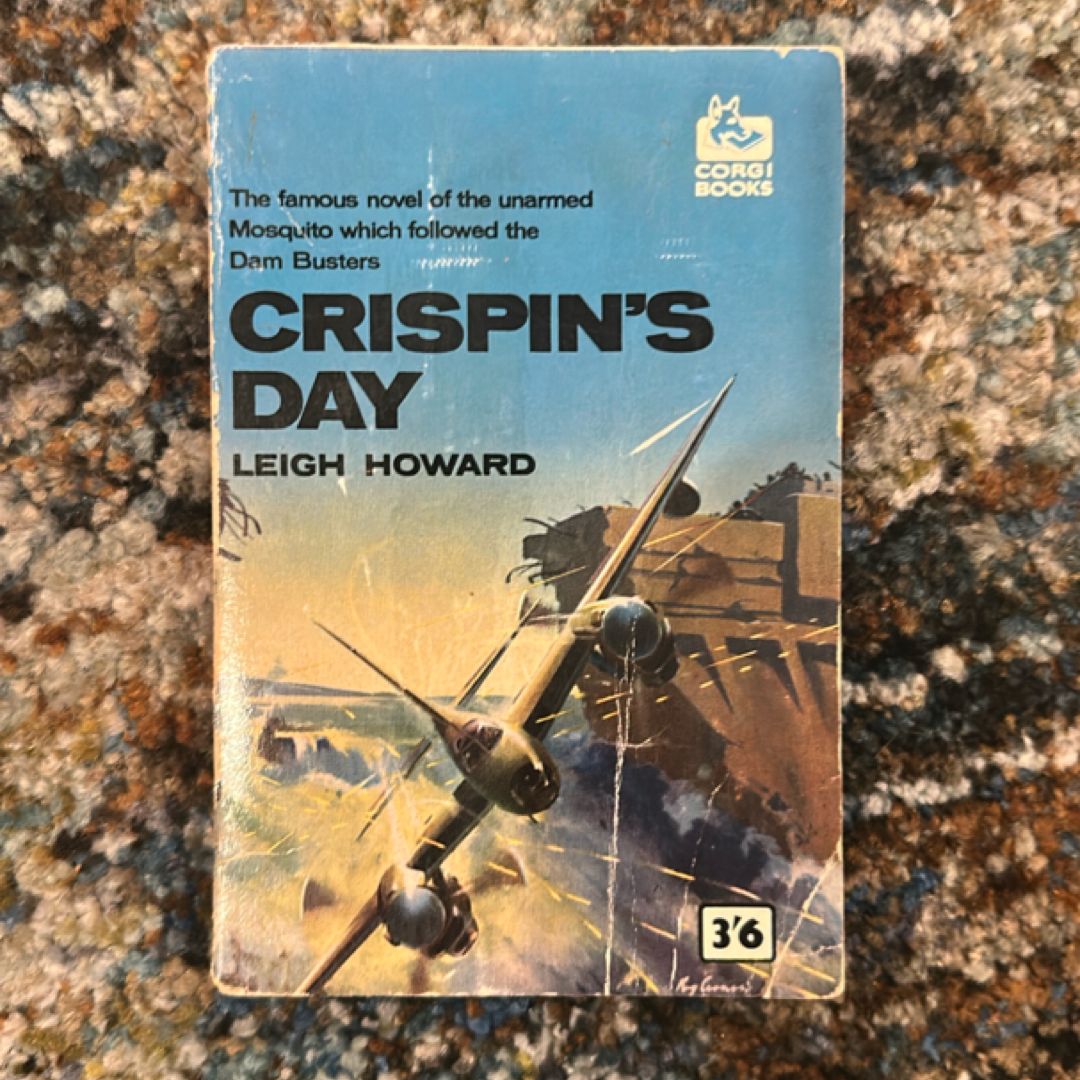 CORGI
BOOKS
The famous novel of the unarmed
Mosquito which followed the
Dam Busters
CRISPIN'S
DAY
LEIGH HOWARD
3'6